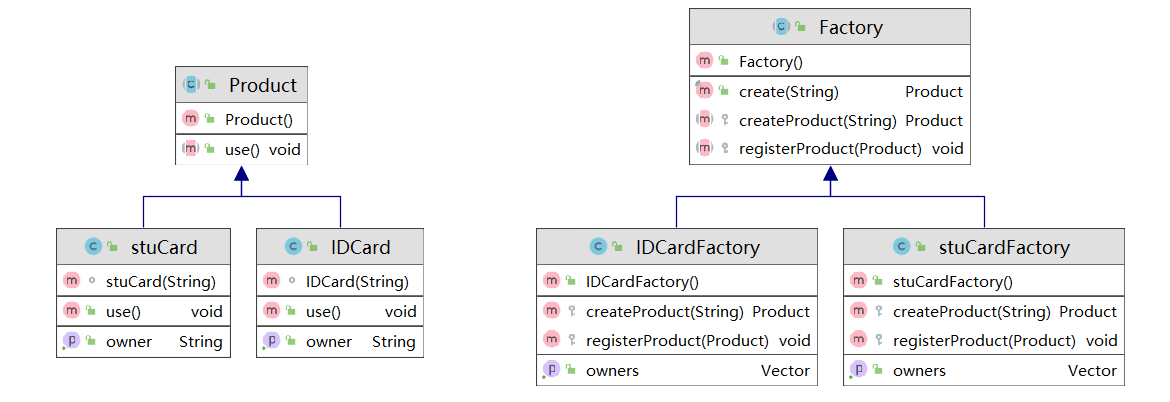 Product
Product()
use() void
stuCard
stuCard(String)
use() void
owner String
IDCard
IDCard(String)
use() void
owner String
Factory
Factory()
create(String) Product
createProduct(String) Product
registerProduct(Product) void
IDCardFactory
IDCardFactory()
createProduct(String) Product
registerProduct(Product) void
owners Vector
stuCardFactory
stuCardFactory()
createProduct(String) Product
registerProduct(Product) void
owners Vector